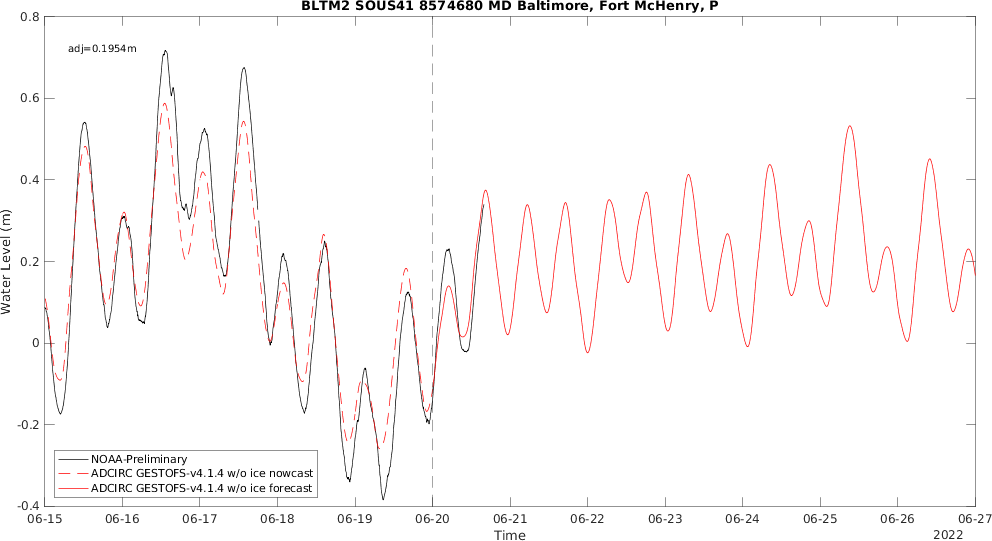 BLTM2 SOUS41 8574680 MD Baltimore, Fort McHenry, P
adj=0.1954m
0.8
0.6
0.4
0.2
0
-0.2
-0.4
Water Level (m)
NOAA-Preliminary
ADCIRC GESTOFS-v4.1.4 w/o ice nowcast
ADCIRC GESTOFS-v4.1.4 w/o ice forecast
06-15 06-16 06-17 06-18 06-19 06-20 06-21 06-22 06-23 06-24 06-25 06-26 06-27
Time
2022